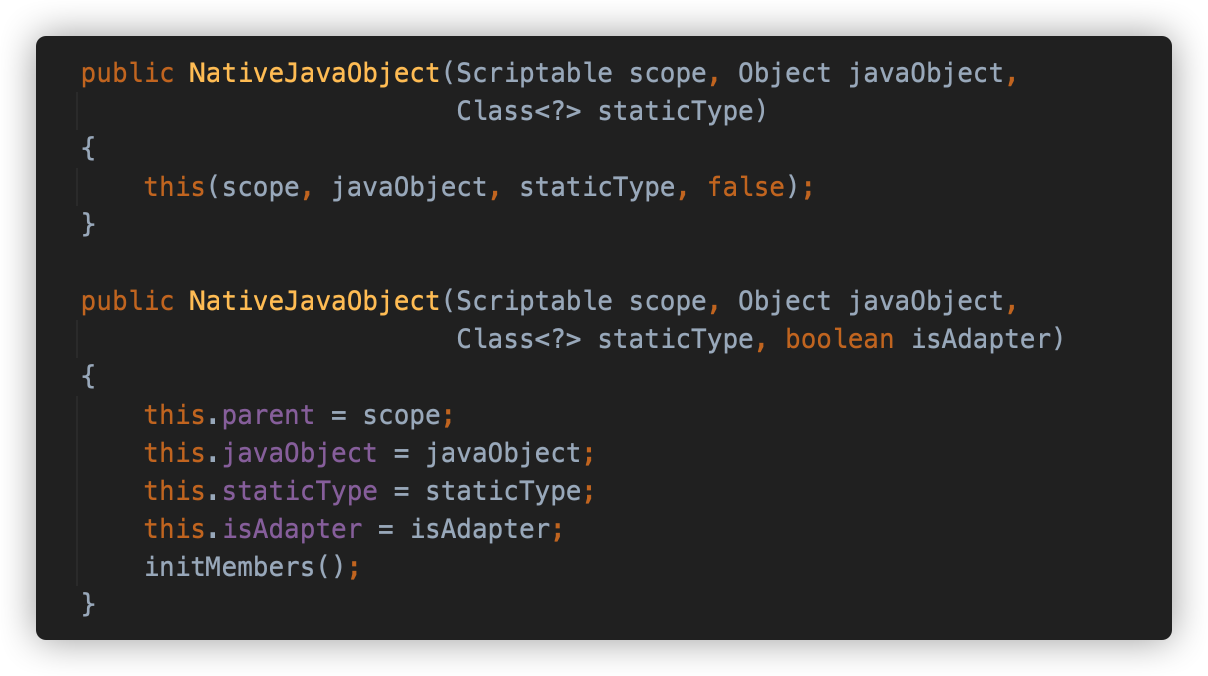 public NativeJavaObject(Scriptable scope, Object javaObject,
                        Class<?> staticType)
{
    this(scope, javaObject, staticType, false);
}

public NativeJavaObject(Scriptable scope, Object javaObject,
                        Class<?> staticType, boolean isAdapter)
{
    this.parent = scope;
    this.javaObject = javaObject;
    this.staticType = staticType;
    this.isAdapter = isAdapter;
    initMembers();
}